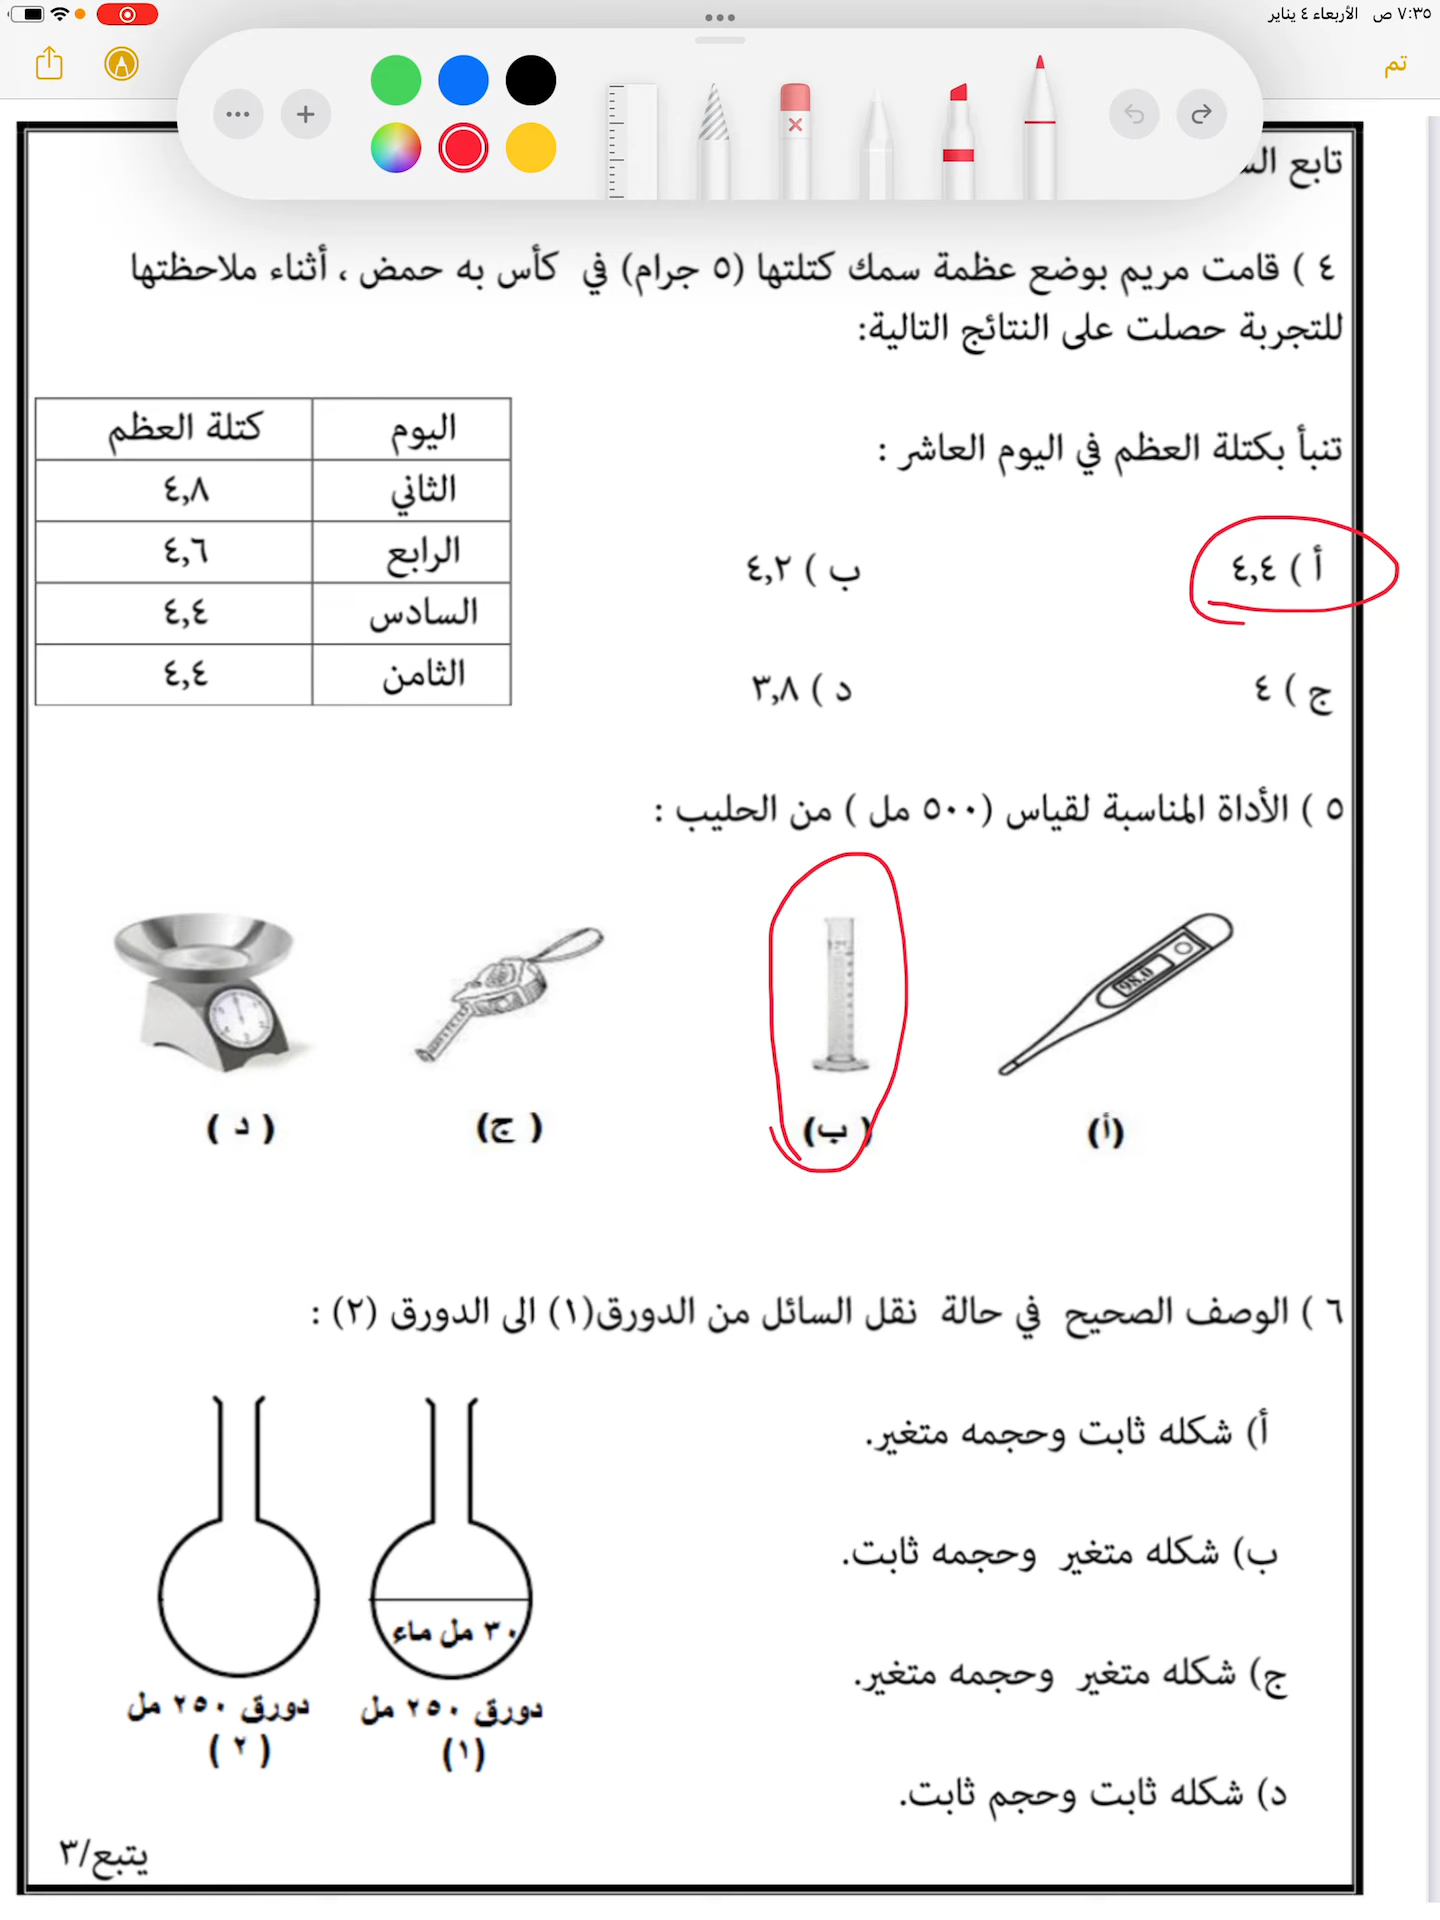 ٧:٣٥ ص الأربعاء ٤ يناير
تم
تابع
٤ ) قامت مريم بوضع عظمة سمك كتلتها (٥ جرام) في كأس به حمض ، أثناء ملاحظتها
للتجربة حصلت على النتائج التالية:
تنبأ بكتلة العظم في اليوم العاشر :
اليوم كتلة العظم
الثاني ٤,٨
الرابع ٤,٦
السادس ٤,٤
الثامن ٤,٤
أ ) ٤,٤ ب ) ٤,٢
ج ) ٤ د ) ٣,٨
٥ ) الأداة المناسبة لقياس (٥٠٠ مل ) من الحليب :
98.0
(أ) ( ب) ( ج) ( د )
٦ ) الوصف الصحيح في حالة نقل السائل من الدورق(١) الى الدورق (٢) :
أ) شكله ثابت وحجمه متغير.
ب) شكله متغير وحجمه ثابت.
ج) شكله متغير وحجمه متغير.
د) شكله ثابت وحجم ثابت.
٣٠ مل ماء
دورق ٢٥٠ مل دورق ٢٥٠ مل
(١) ( ٢ )
يتبع/٣